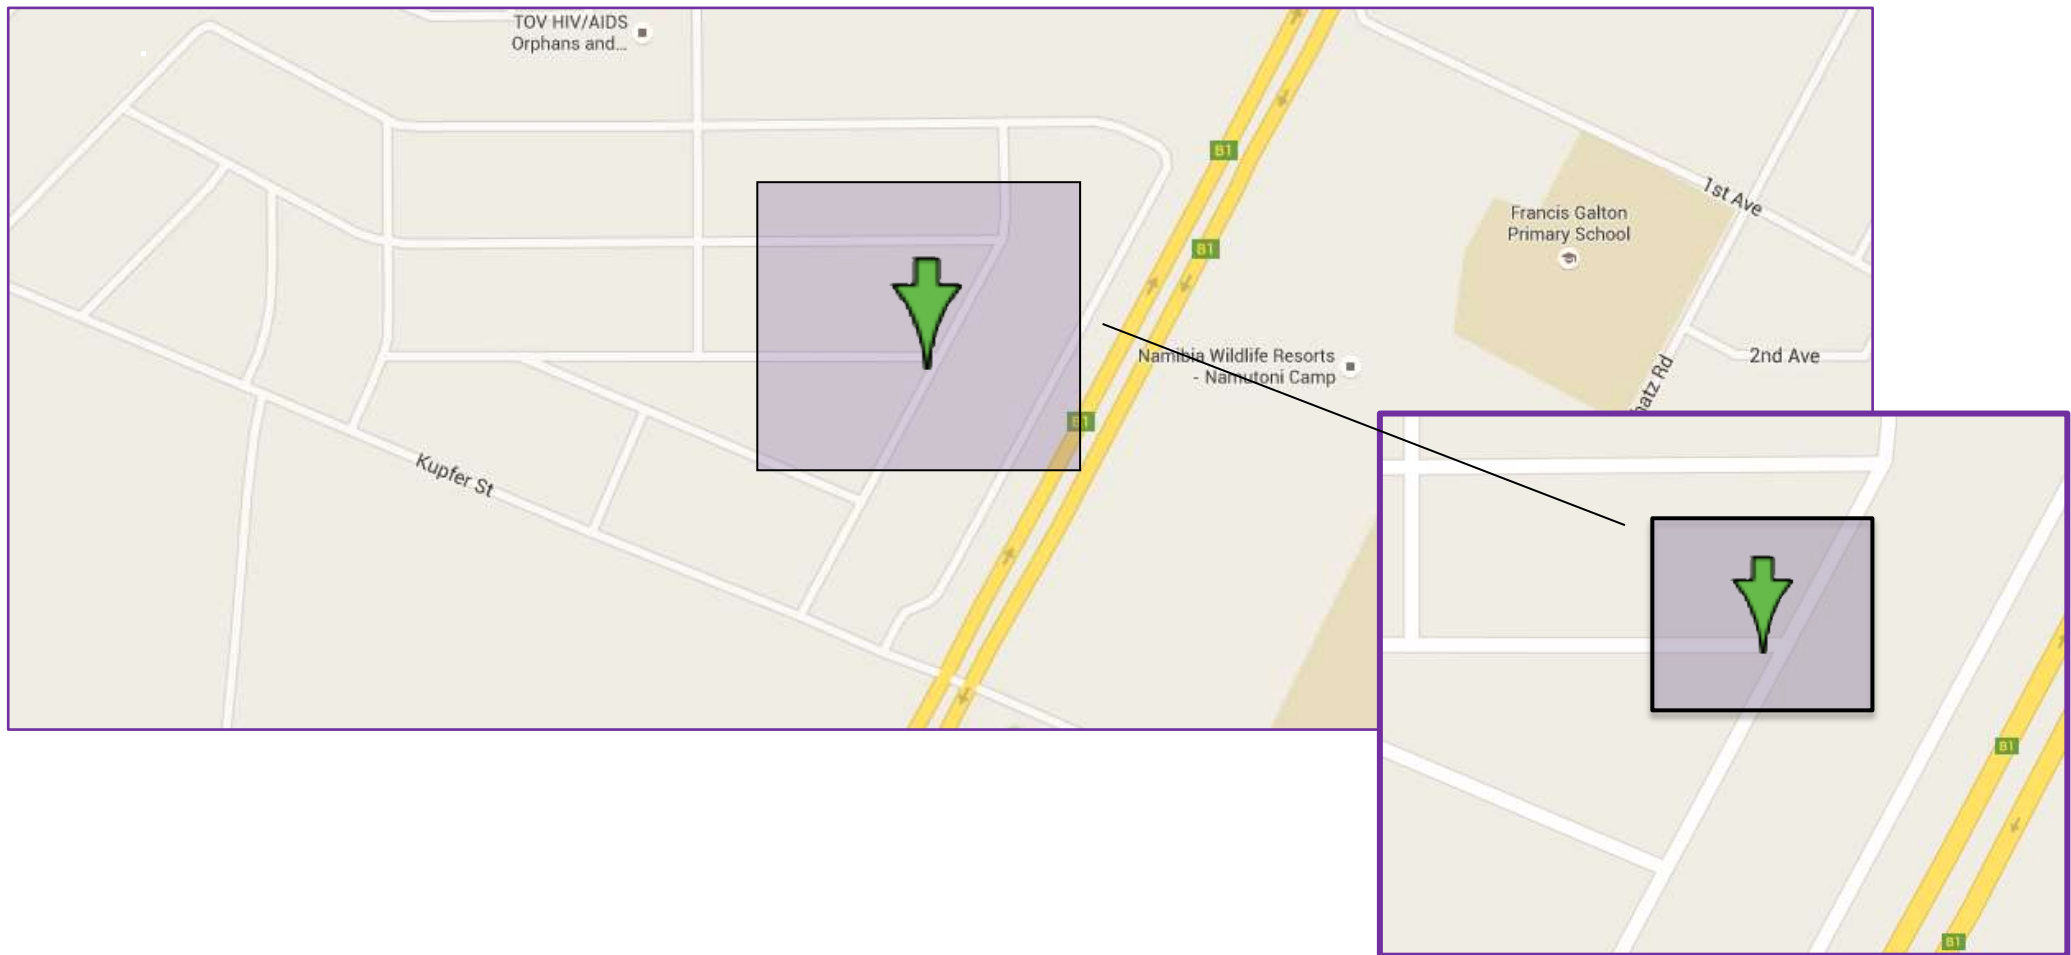 TOV HIV/AIDS
Orphans and...
B1
1st Ave
Francis Galton
Primary School
B1
Namibia Wildlife Resorts
- Namutoni Camp
2nd Ave
B1
Kupfer St
Rd
B1
B1